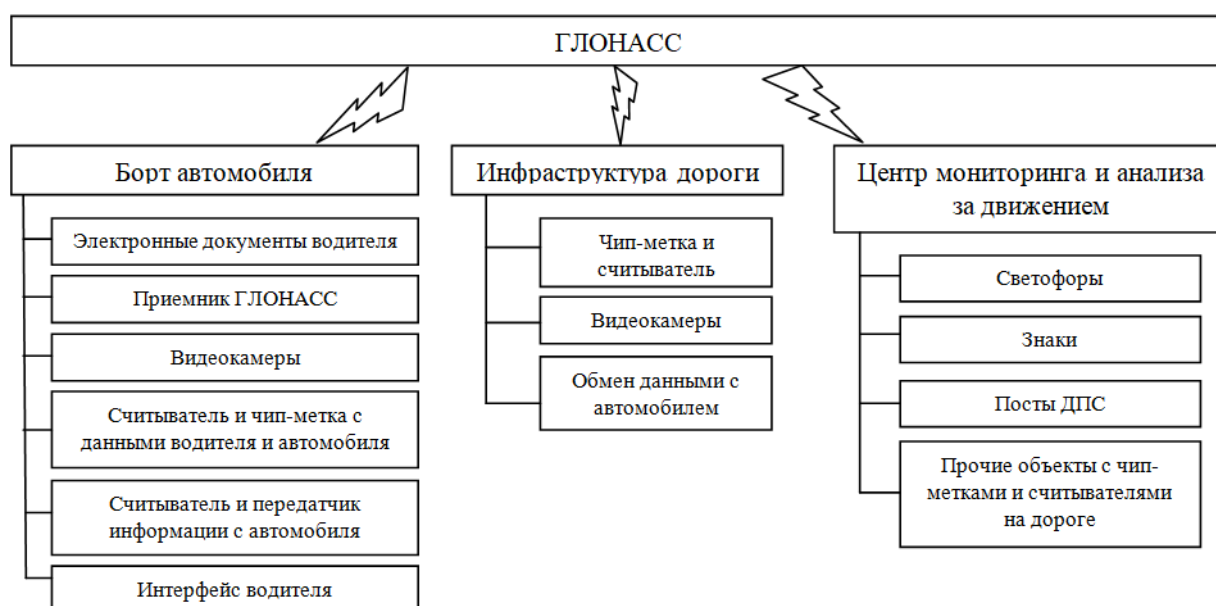 ГЛОНАСС
Борт автомобиля
Электронные документы водителя
Приемник ГЛОНАСС
Видеокамеры
Считыватель и чип-метка с
данными водителя и автомобиля
Считыватель и передатчик
информации с автомобиля
Интерфейс водителя
Инфраструктура дороги
Чип-метка и
считыватель
Видеокамеры
Обмен данными с
автомобилем
Центр мониторинга и анализа
за движением
Светофоры
Знаки
Посты ДПС
Прочие объекты с чип-
метками и считывателями
на дороге